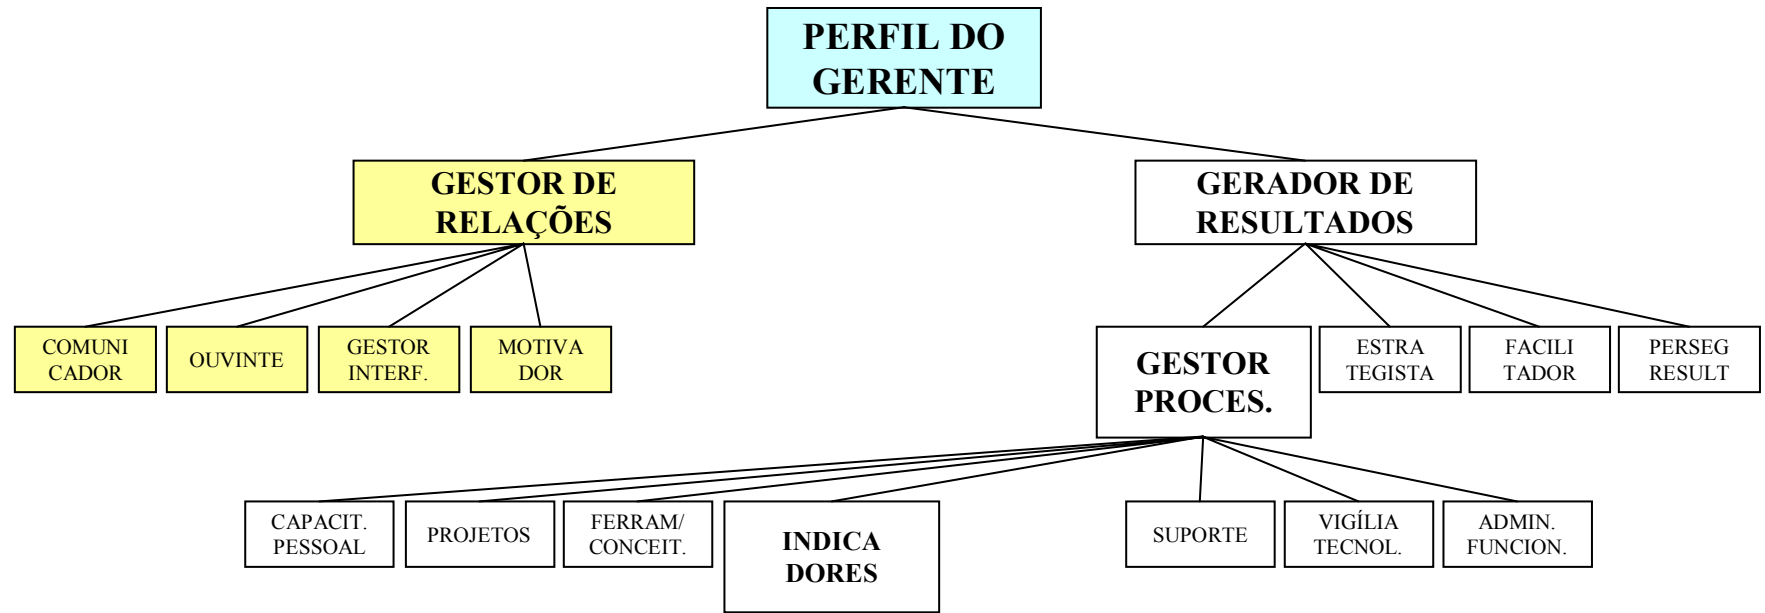 PERFIL DO
GERENTE
GESTOR DE
RELAÇÕES
GERADOR DE
RESULTADOS
COMUNI
CADOR
OUVINTE
GESTOR
INTERF.
MOTIVA
DOR
GESTOR
PROCES.
ESTRA
TEGISTA
FACILI
TADOR
PERSEG
RESULT
CAPACIT.
PESSOAL
PROJETOS
FERRAM/
CONCEIT.
INDICA
DORES
SUPORTE
VIGÍLIA
TECNOL.
ADMIN.
FUNCION.